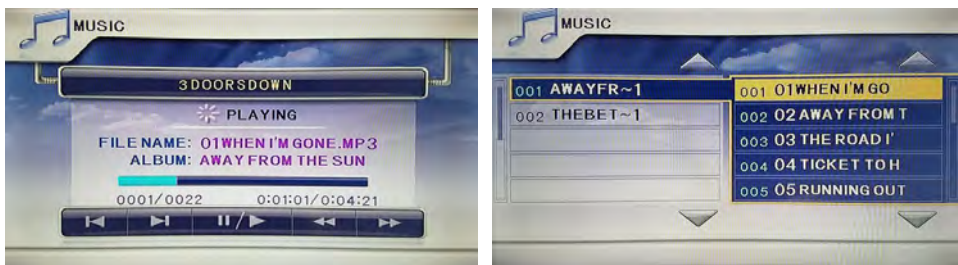 MUSIC
3DOORSDOWN
PLAYING
FILE NAME: 01WHEN I'M GONE.MP3
ALBUM: AWAY FROM THE SUN
0001/0022 0:01:01/0:04:21
MUSIC
001 AWAYFR~1
002 THEBET~1
001 01WHEN I'M GO
002 02 AWAY FROM T
003 03 THE ROAD I'
004 04 TICKET TO H
005 05 RUNNING OUT